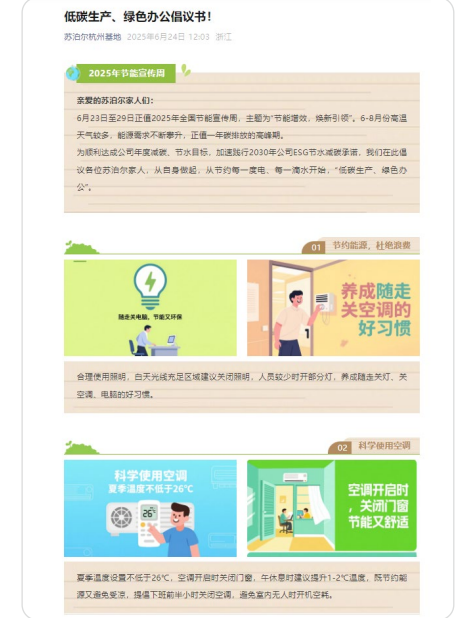 低碳生产、绿色办公倡议书！
苏泊尔杭州基地 2025年6月24日 12:03 浙江
2025年节能宣传周
亲爱的苏泊尔家人们：
6月23日至29日正值2025年全国节能宣传周，主题为“节能增效，焕新引领”。6-8月份高温
天气较多，能源需求不断攀升，正值一年碳排放的高峰期。
为顺利达成公司年度减碳、节水目标，加速践行2030年公司ESG节水减碳承诺，我们在此倡
议各位苏泊尔家人，从自身做起，从节约每一度电、每一滴水开始，“低碳生产、绿色办
公”。
01 节约能源，杜绝浪费
随走关电脑，节能又环保
养成随走
关空调的
好习惯
合理使用照明，白天光线充足区域建议关闭照明，人员较少时开部分灯，养成随走关灯、关
空调、电脑的好习惯。
02 科学使用空调
科学使用空调
夏季温度不低于26℃
26°
空调开启时
，关闭门窗
节能又舒适
夏季温度设置不低于26℃，空调开启时关闭门窗，午休息时建议提升1-2℃温度，既节约能
源又避免受凉，提倡下班前半小时关闭空调，避免室内无人时开机空耗。